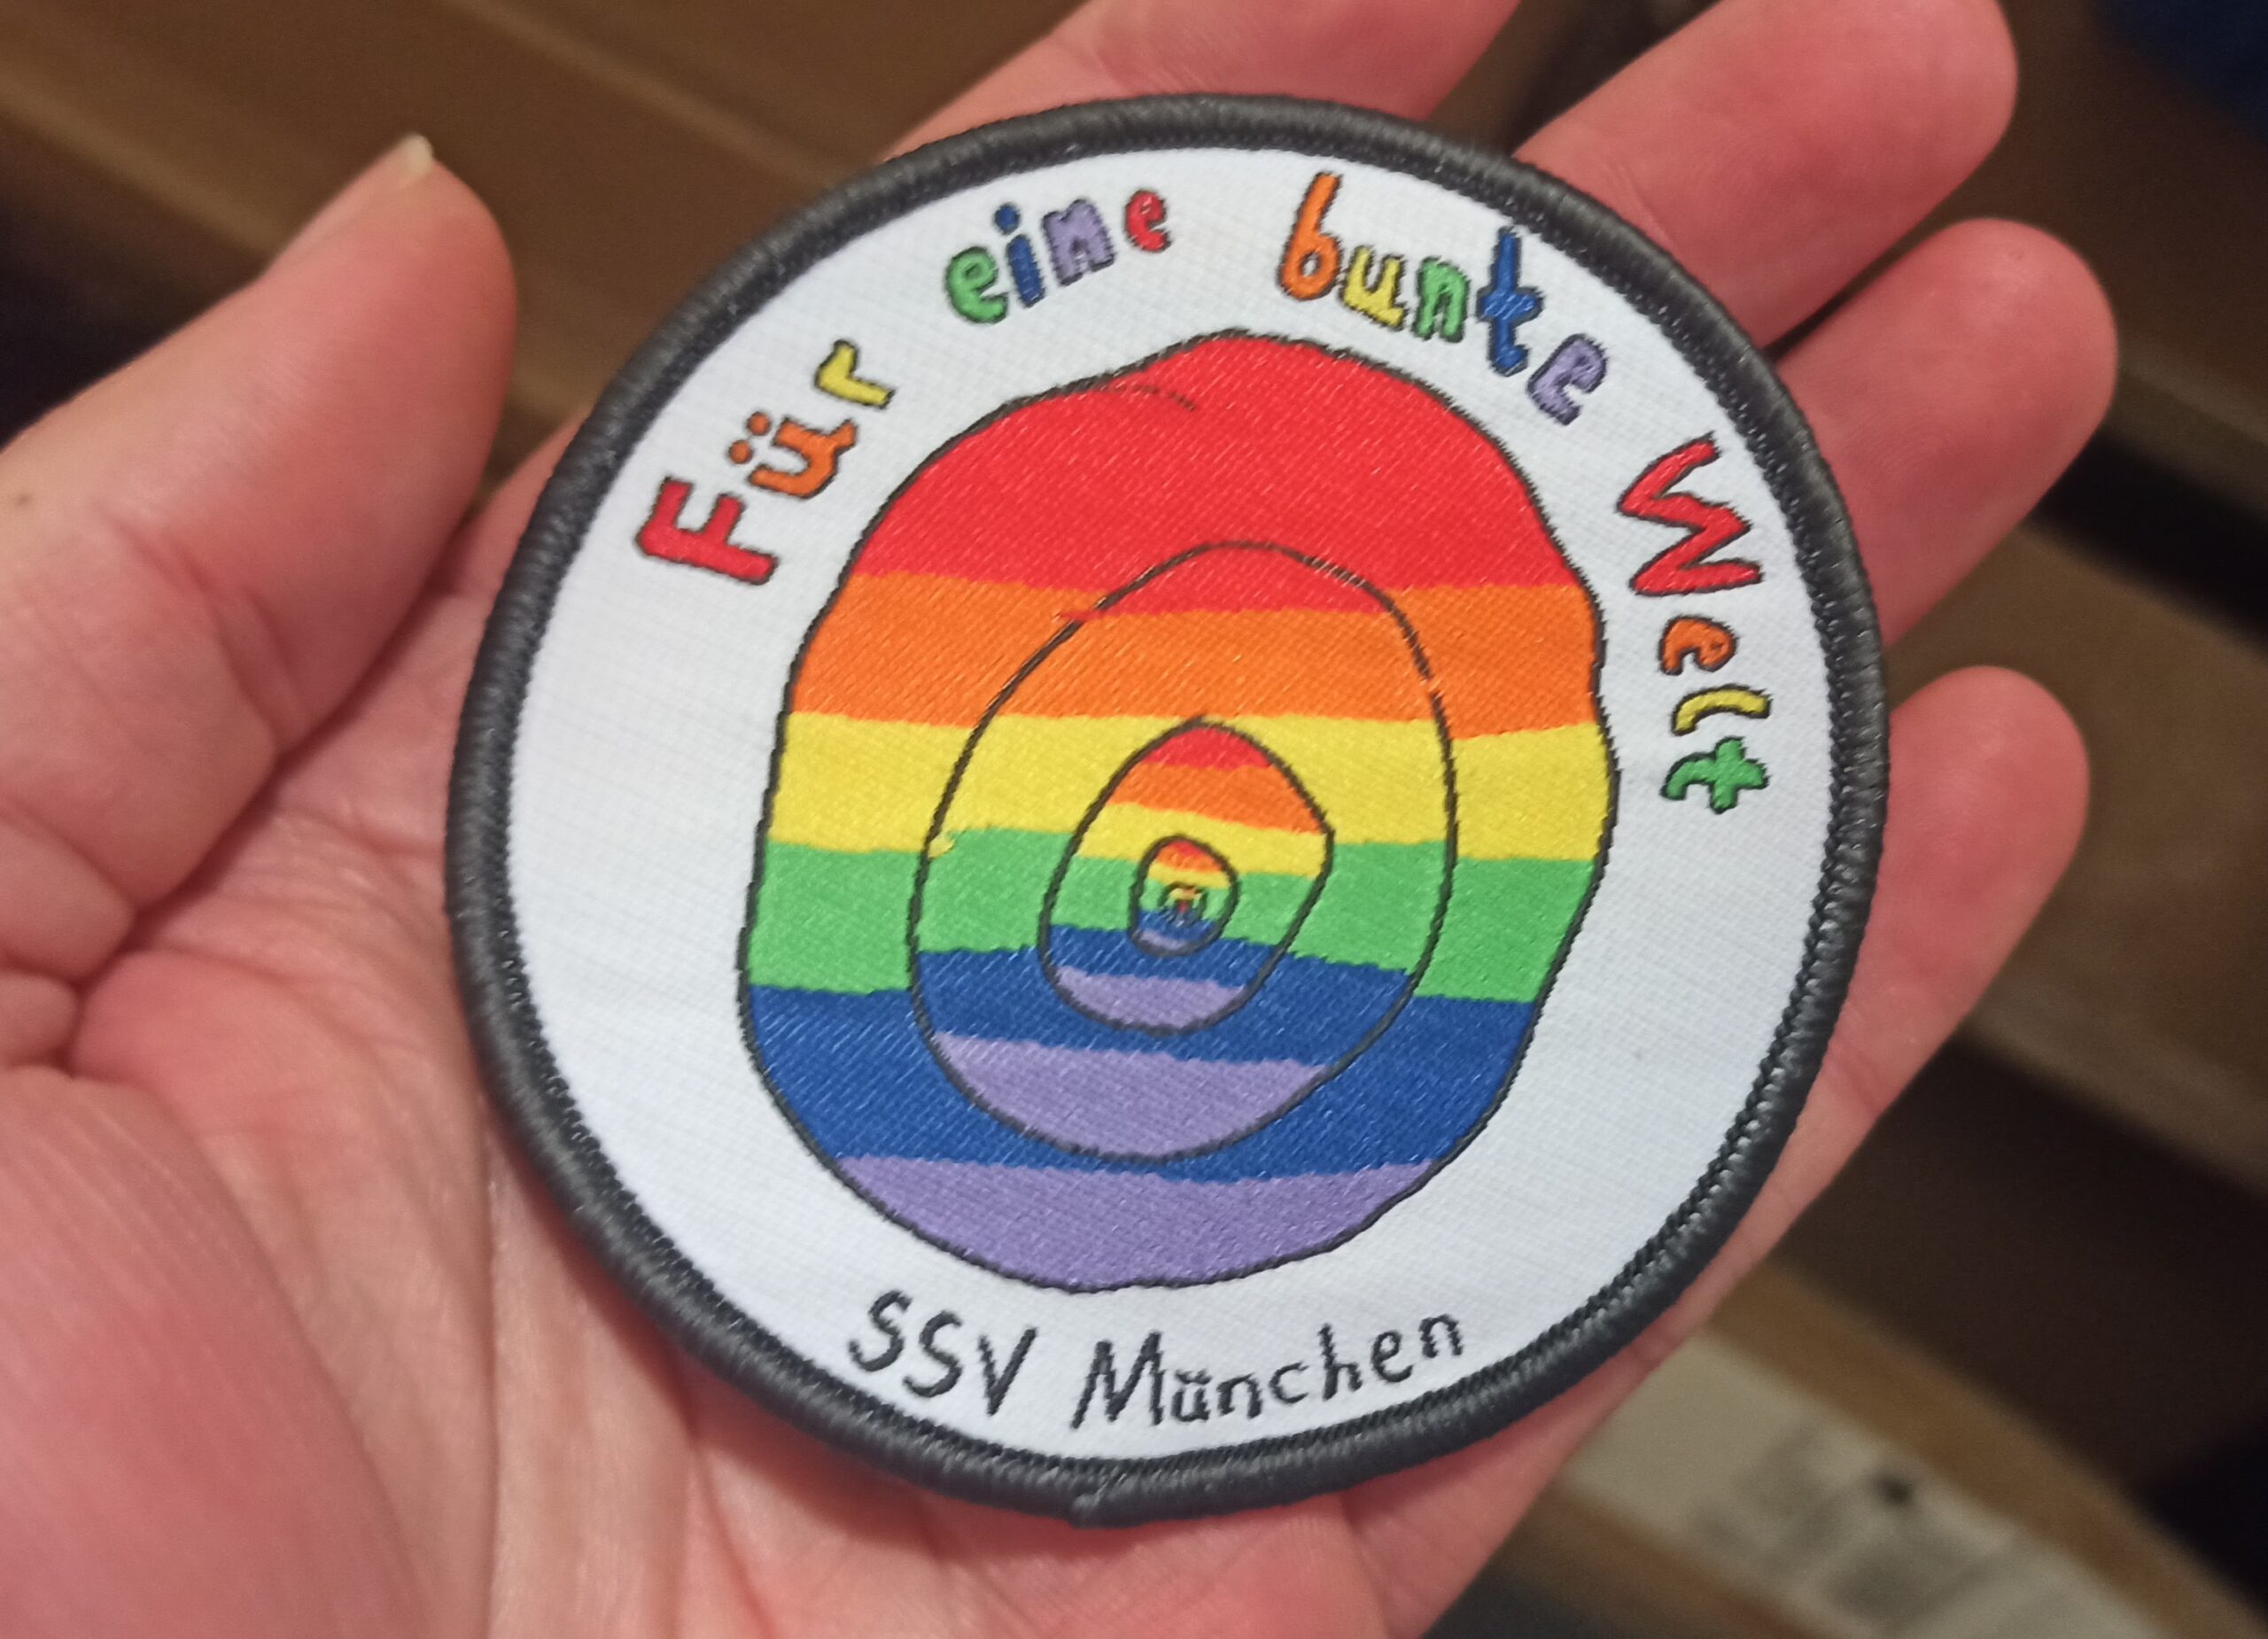 Für eine bunte Welt
SSV München